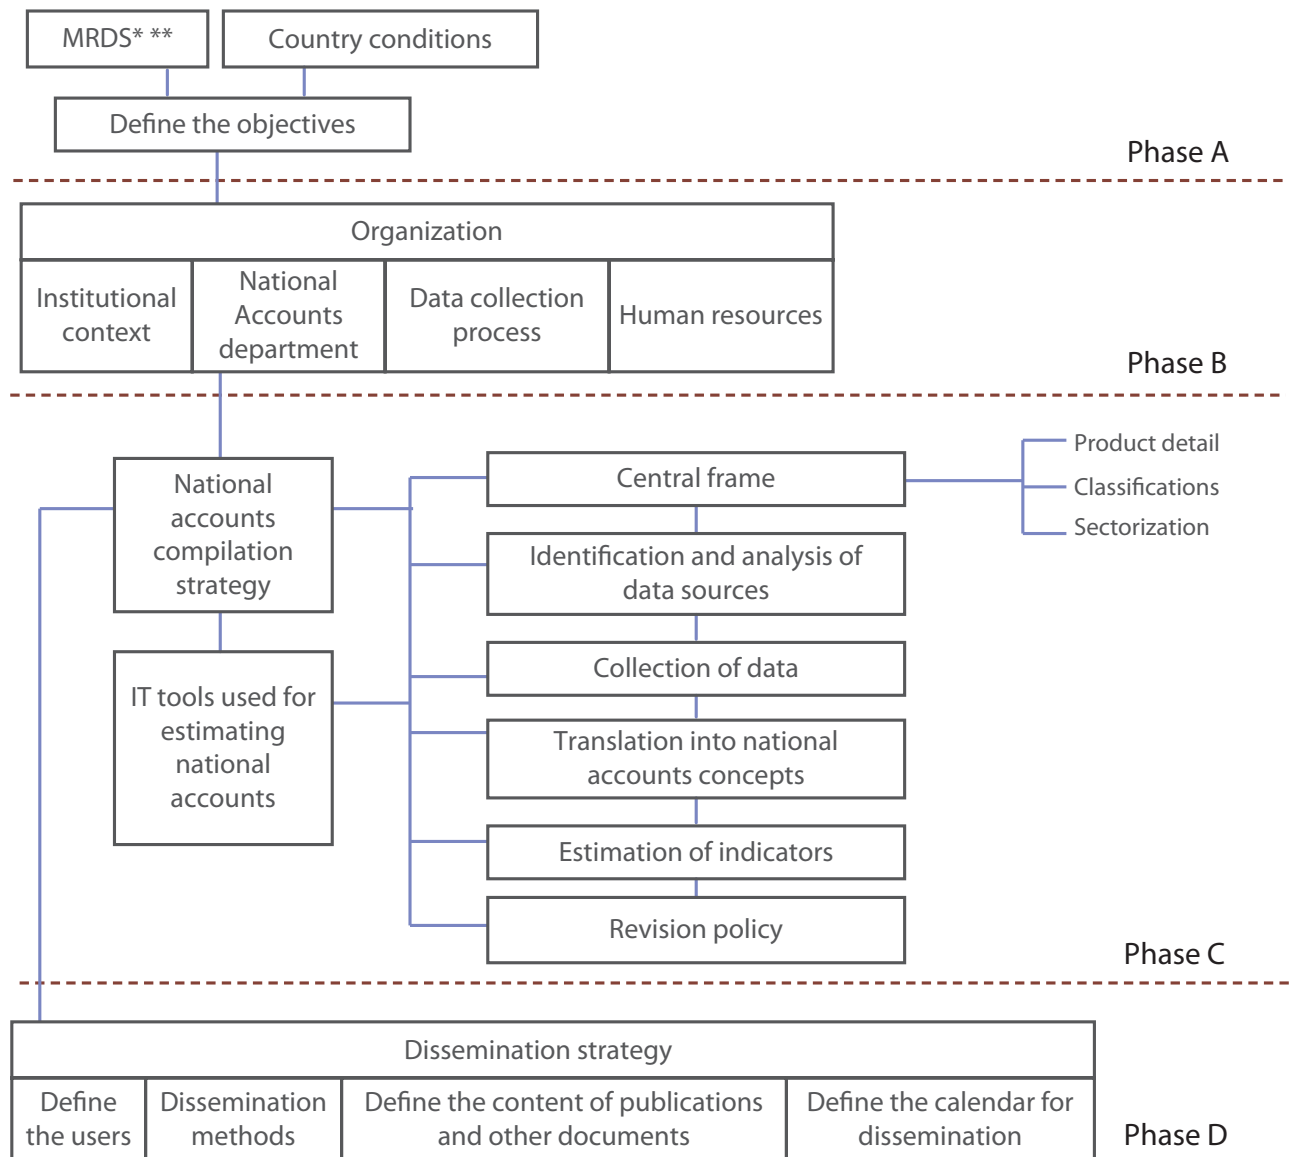 MRDS* **
Country conditions
Define the objectives
Phase A
Organization
Institutional
context
National
Accounts
department
Data collection
process
Human resources
Phase B
National
accounts
compilation
strategy
IT tools used for
estimating
national
accounts
Central frame
Product detail
Classifications
Sectorization
Identification and analysis of
data sources
Collection of data
Translation into national
accounts concepts
Estimation of indicators
Revision policy
Phase C
Dissemination strategy
Define
the users
Dissemination
methods
Define the content of publications
and other documents
Define the calendar for
dissemination
Phase D